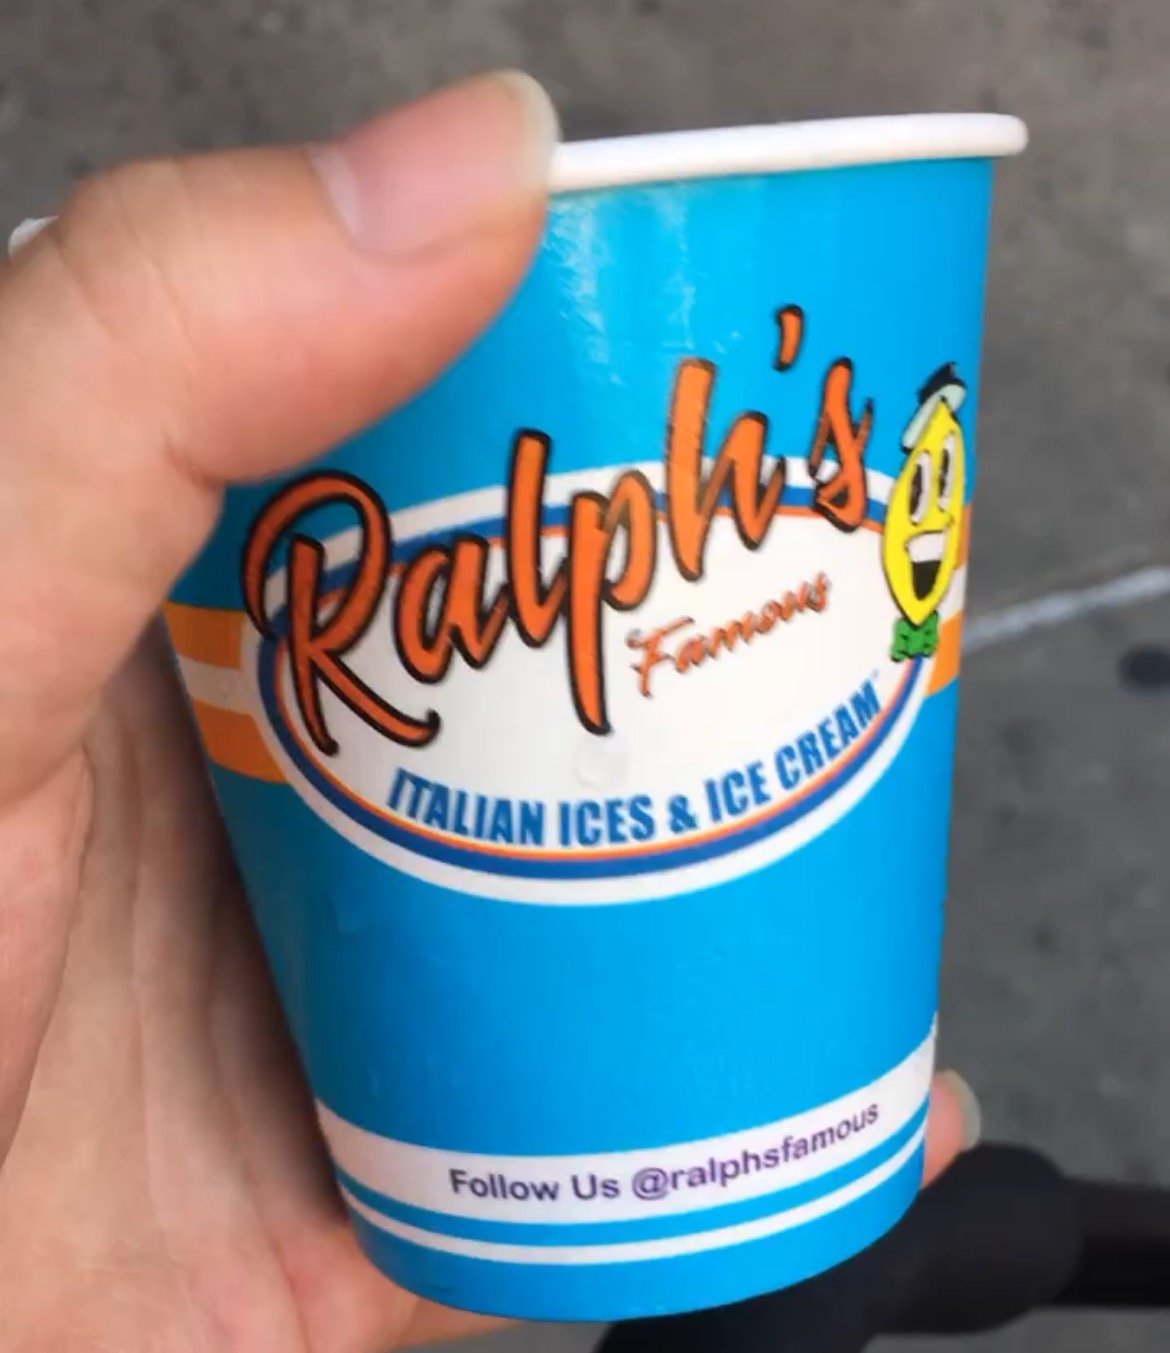 Ralph's
Famous
ITALIAN ICES & ICE CREAM
Follow Us @ralphsfamous